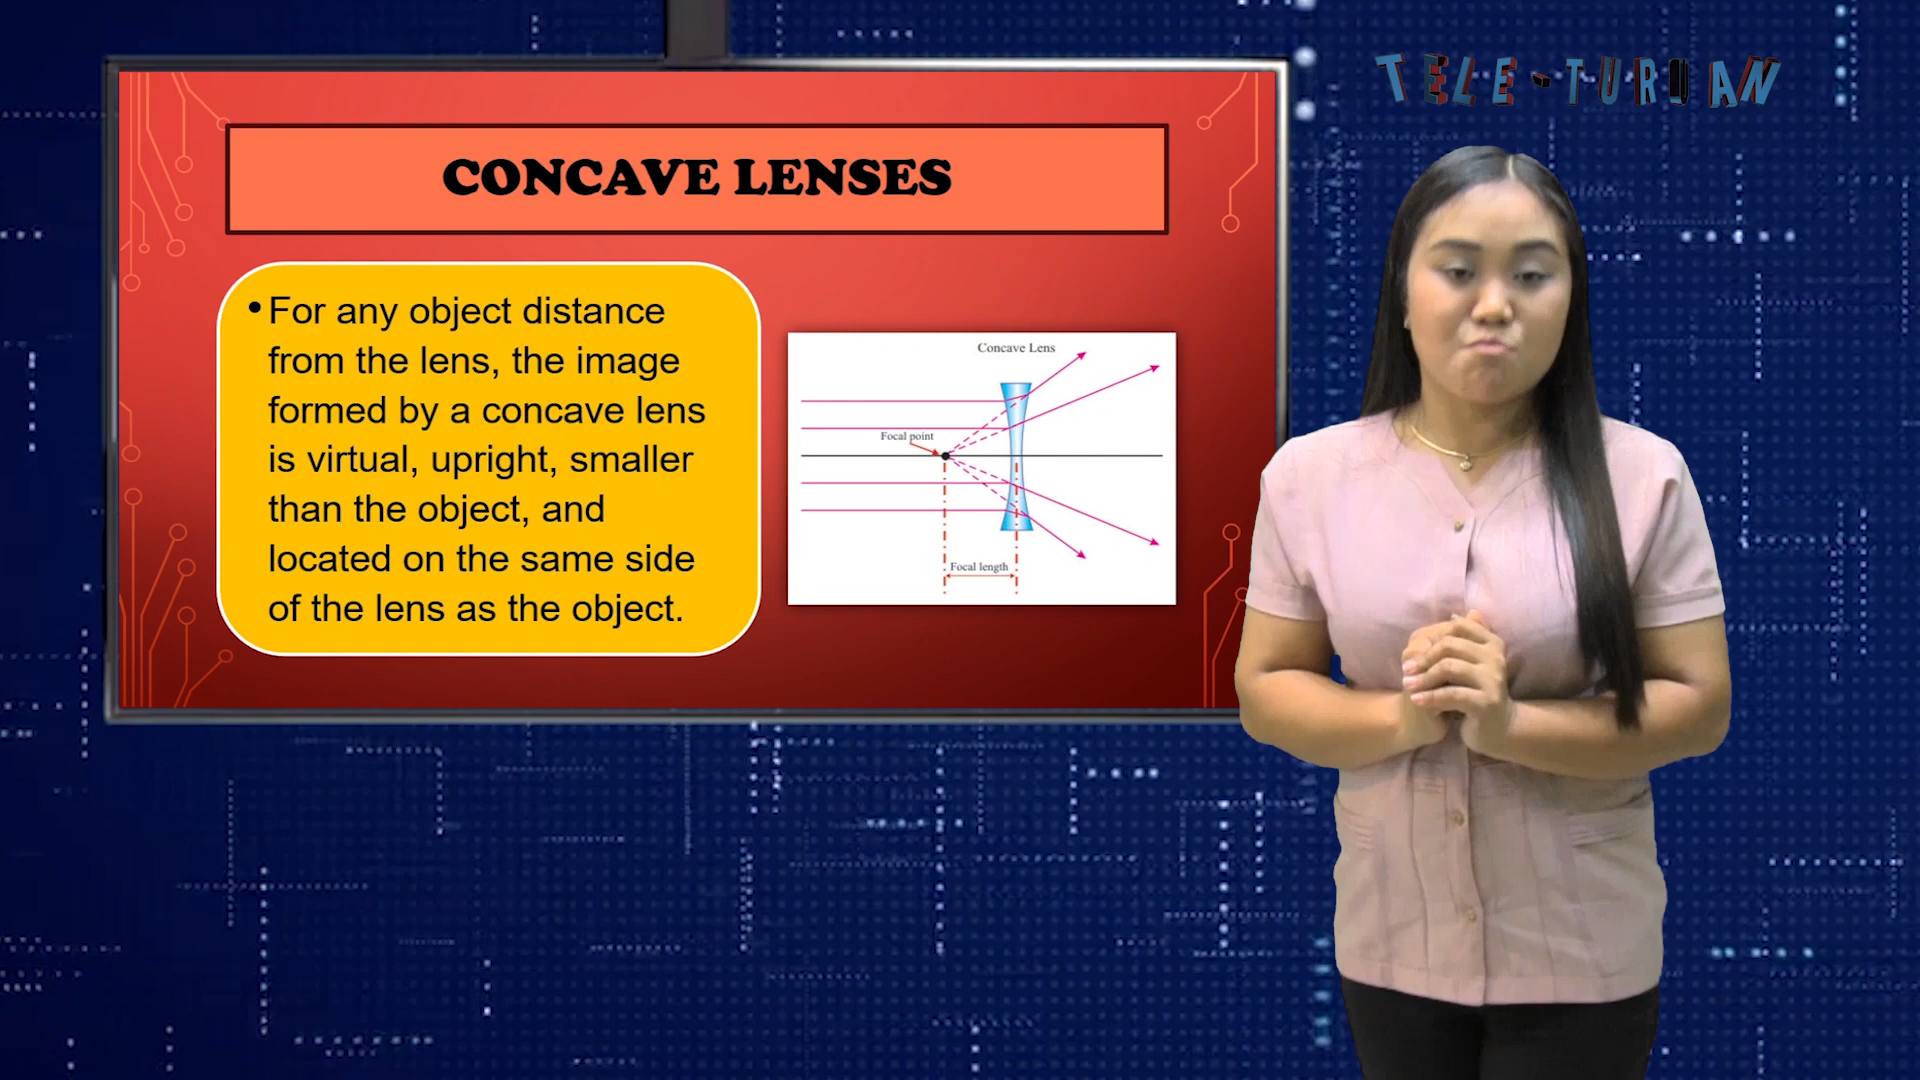 TELE-TURUAN
CONCAVE LENSES
• For any object distance
from the lens, the image
formed by a concave lens
is virtual, upright, smaller
than the object, and
located on the same side
of the lens as the object.
Concave Lens
Focal point
Focal length